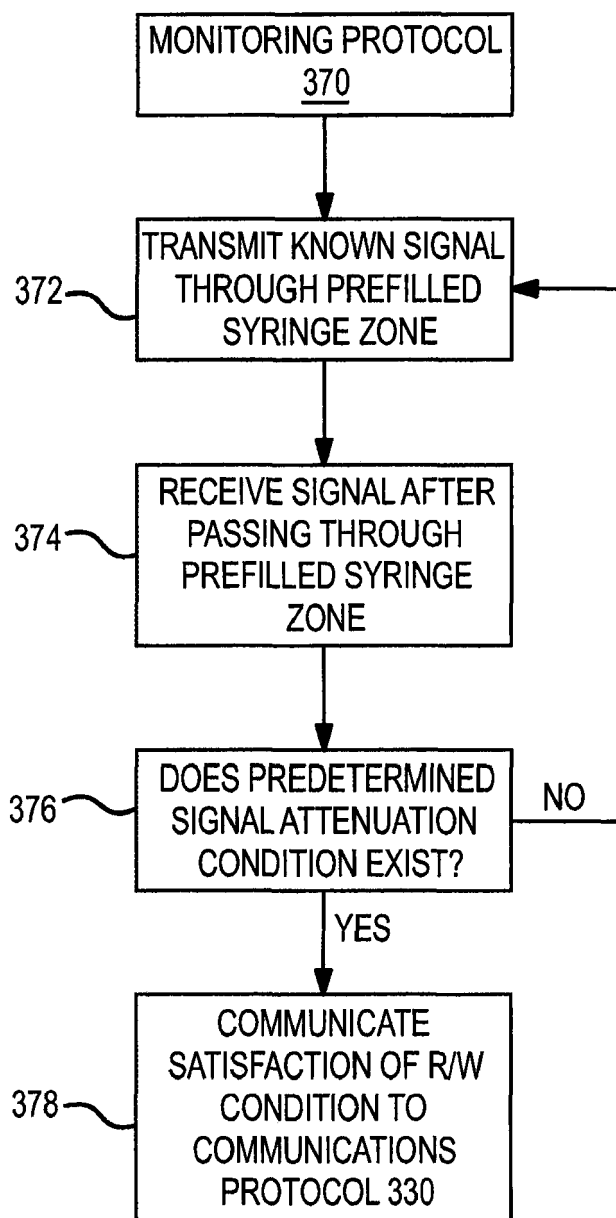 MONITORING PROTOCOL
370
372
TRANSMIT KNOWN SIGNAL
THROUGH PREFILLED
SYRINGE ZONE
374
RECEIVE SIGNAL AFTER
PASSING THROUGH
PREFILLED SYRINGE
ZONE
376
DOES PREDETERMINED
SIGNAL ATTENUATION
CONDITION EXIST?
NO
YES
378
COMMUNICATE
SATISFACTION OF R/W
CONDITION TO
COMMUNICATIONS
PROTOCOL 330